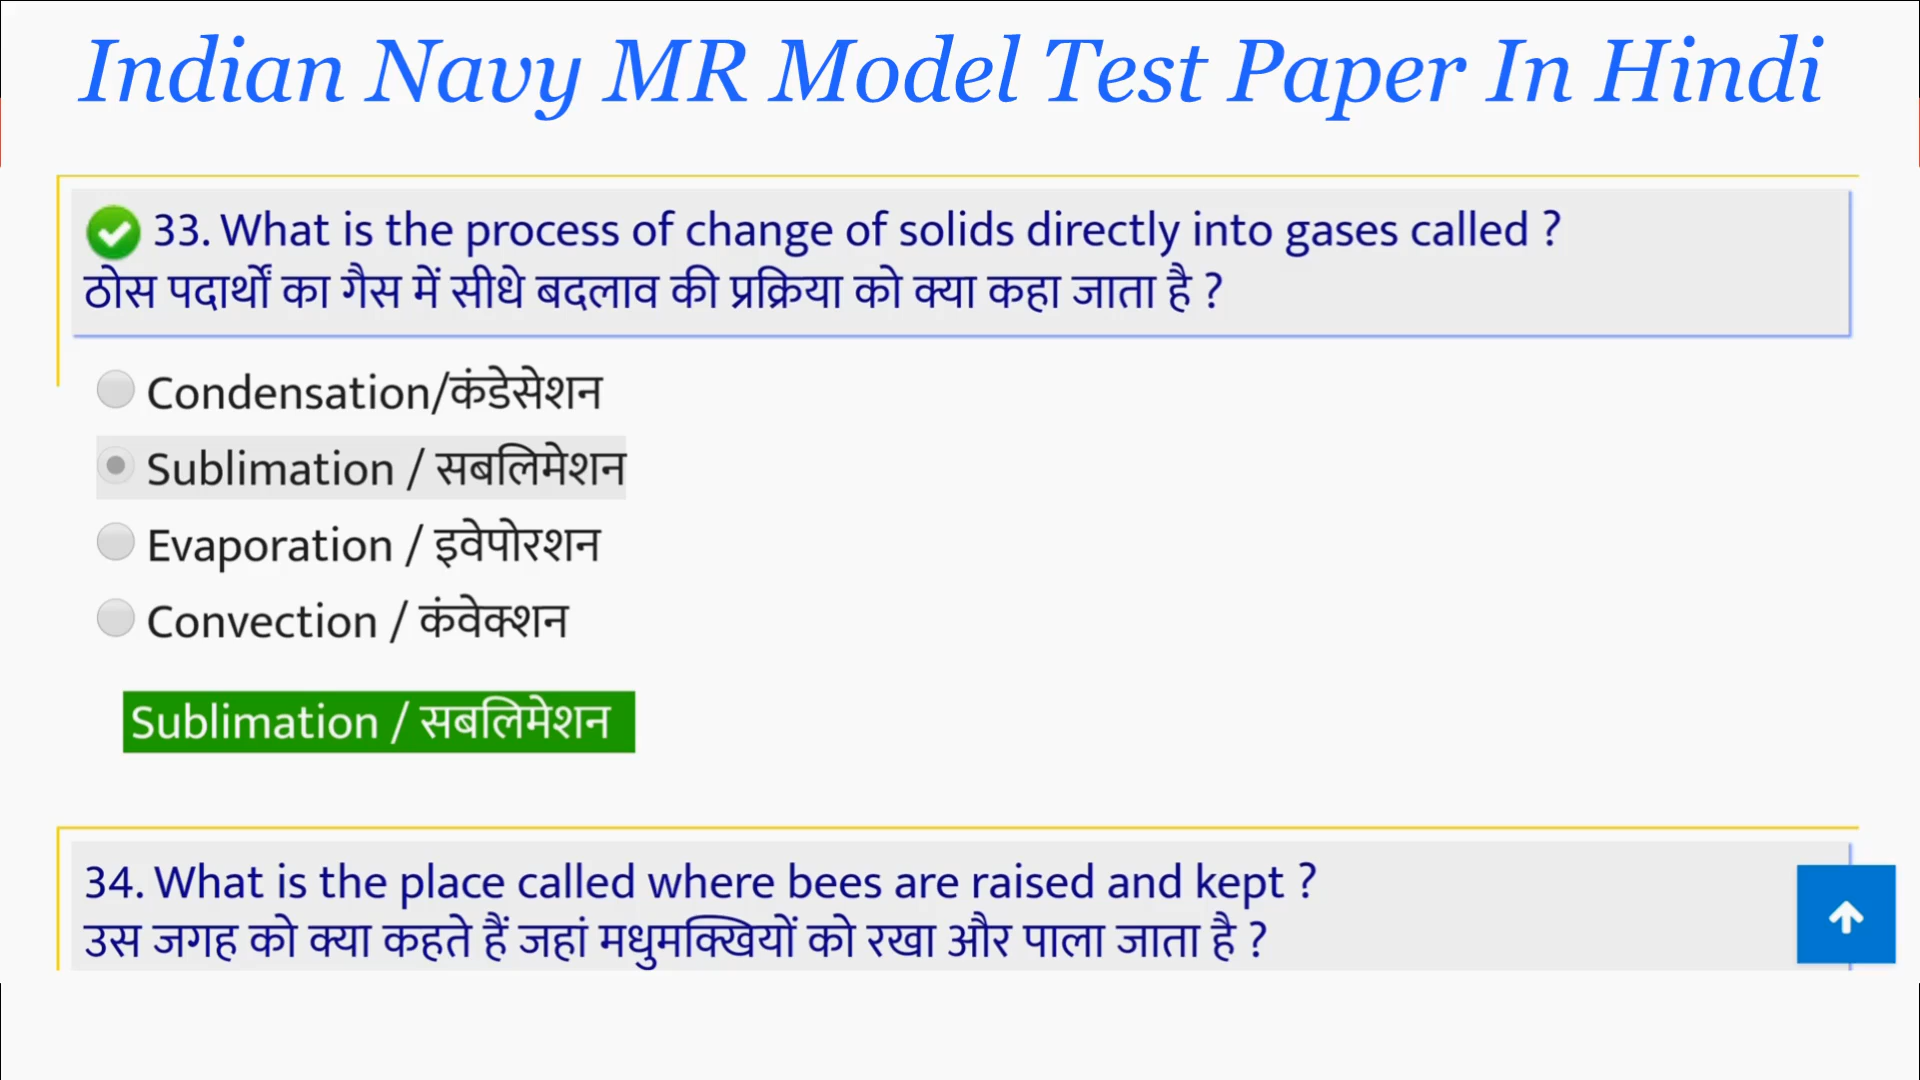 Indian Navy MR Model Test Paper In Hindi
33. What is the process of change of solids directly into gases called ?
ठोस पदार्थों का गैस में सीधे बदलाव की प्रक्रिया को क्या कहा जाता है ?
Condensation/कंडेसेशन
Sublimation / सबलिमेशन
Evaporation / इवेपोरशन
Convection / कंवेक्शन
Sublimation / सबलिमेशन
34. What is the place called where bees are raised and kept ?
उस जगह को क्या कहते हैं जहां मधुमक्खियों को रखा और पाला जाता है ?